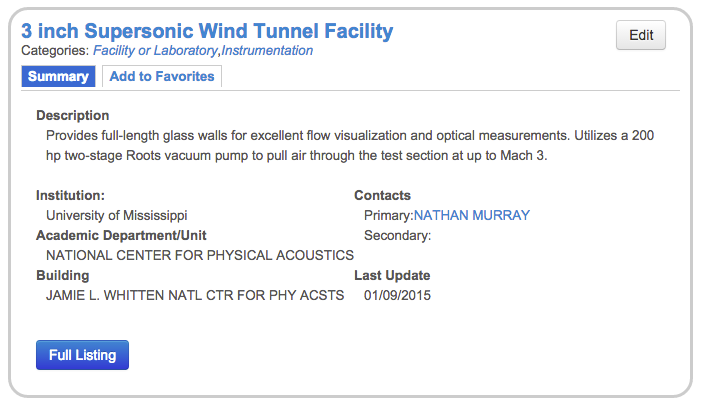 3 inch Supersonic Wind Tunnel Facility
Edit
Categories: Facility or Laboratory,Instrumentation
Summary Add to Favorites
Description
Provides full-length glass walls for excellent flow visualization and optical measurements. Utilizes a 200
hp two-stage Roots vacuum pump to pull air through the test section at up to Mach 3.
Institution:
University of Mississippi
Academic Department/Unit
NATIONAL CENTER FOR PHYSICAL ACOUSTICS
Building
JAMIE L. WHITTEN NATL CTR FOR PHY ACSTS
Contacts
Primary:NATHAN MURRAY
Secondary:
Last Update
01/09/2015
Full Listing